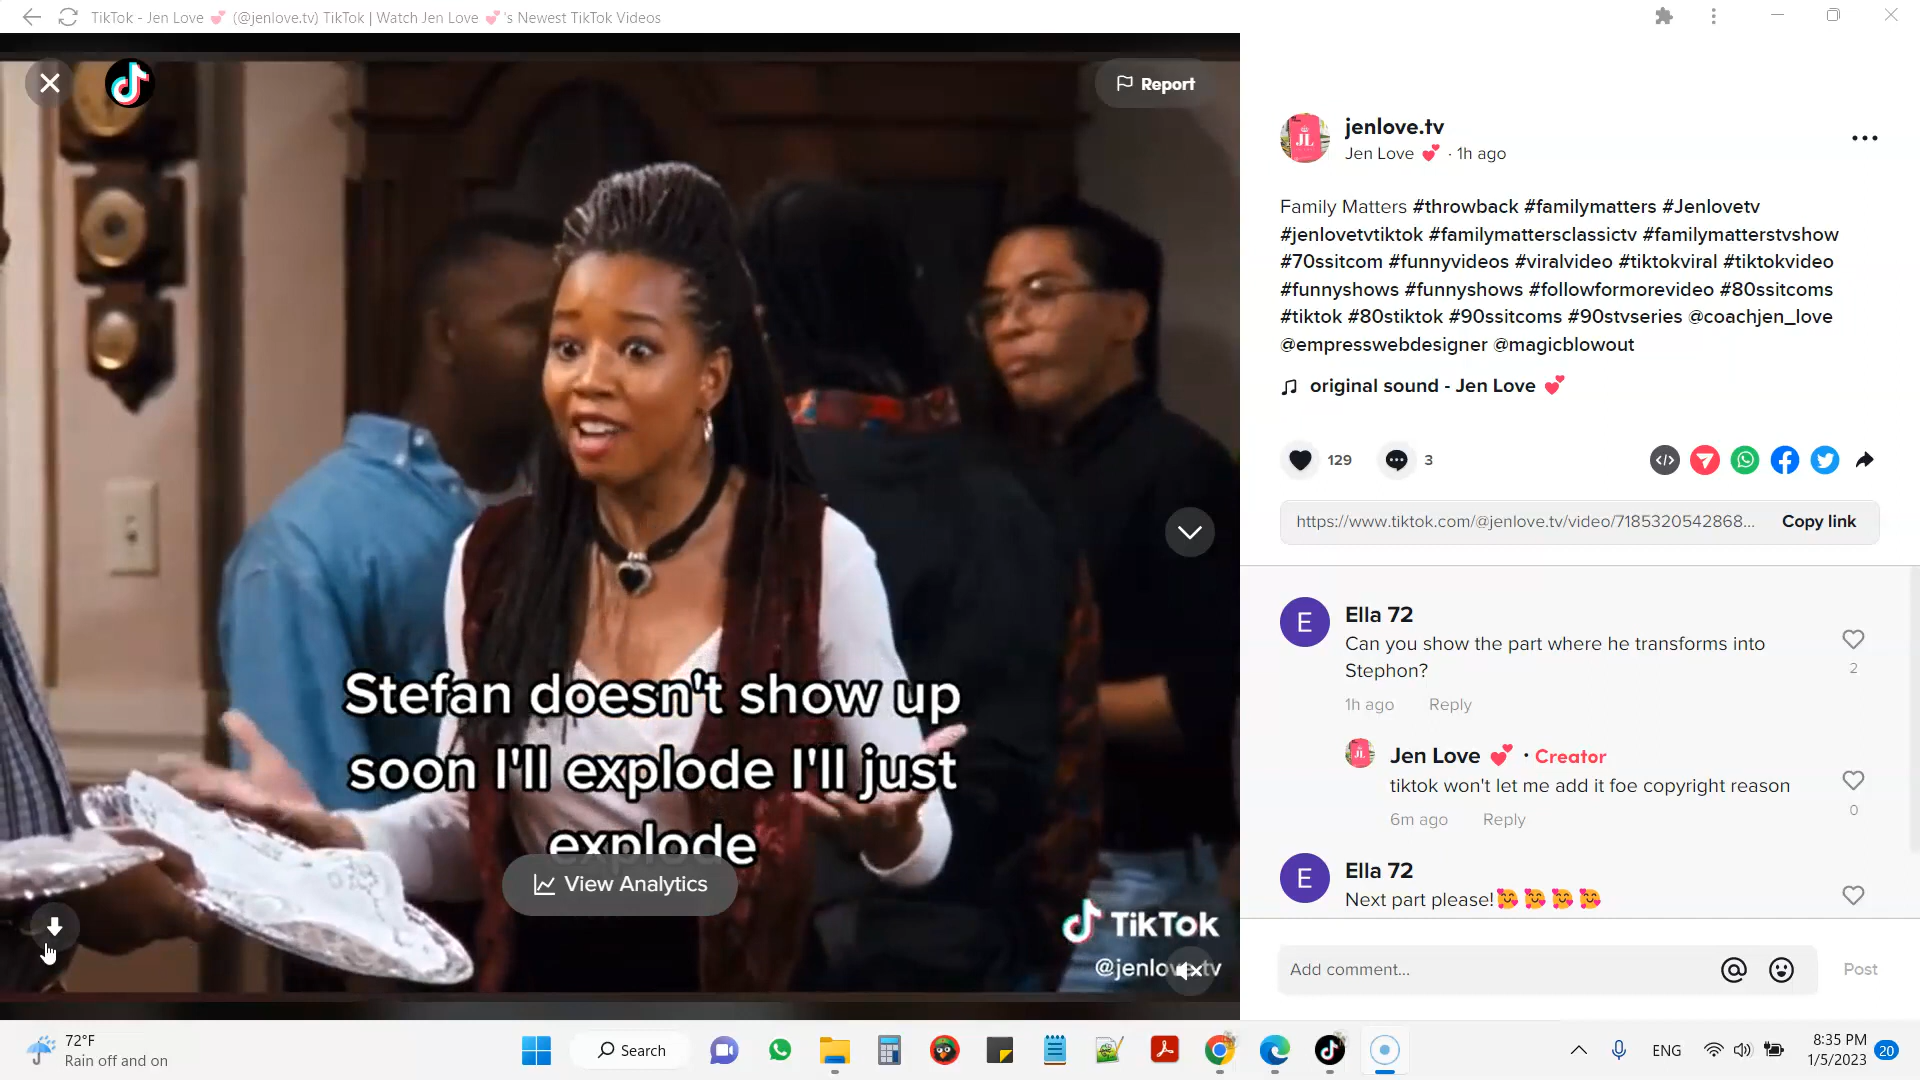 TikTok - Jen Love 💕 (@jenlove.tv) TikTok | Watch Jen Love 💕's Newest TikTok Videos
Report
Stefan doesn't show up
soon I'll explode I'll just
explode
View Analytics
TikTok
@jenlove.tv
JL
jenlove.tv
Jen Love 💕 · 1h ago
Family Matters #throwback #familymatters #Jenlovetv
#jenlovetvtiktok #familymattersclassictv #familymatterstvshow
#70ssitcom #funnyvideos #viralvideo #tiktokviral #tiktokvideo
#funnyshows #funnyshows #followformorevideo #80ssitcoms
#tiktok #80stiktok #90ssitcoms #90stvseries @coachjen_love
@empresswebdesigner @magicblowout
original sound - Jen Love 💕
129
3
https://www.tiktok.com/@jenlove.tv/video/7185320542868...
Copy link
E
Ella 72
Can you show the part where he transforms into
Stephon?
2
1h ago Reply
JL
Jen Love 💕 · Creator
tiktok won't let me add it foe copyright reason
0
6m ago Reply
E
Ella 72
Next part please!🥰🥰🥰🥰
Add comment...
Post
72°F
Rain off and on
Search
ENG
8:35 PM
1/5/2023
20